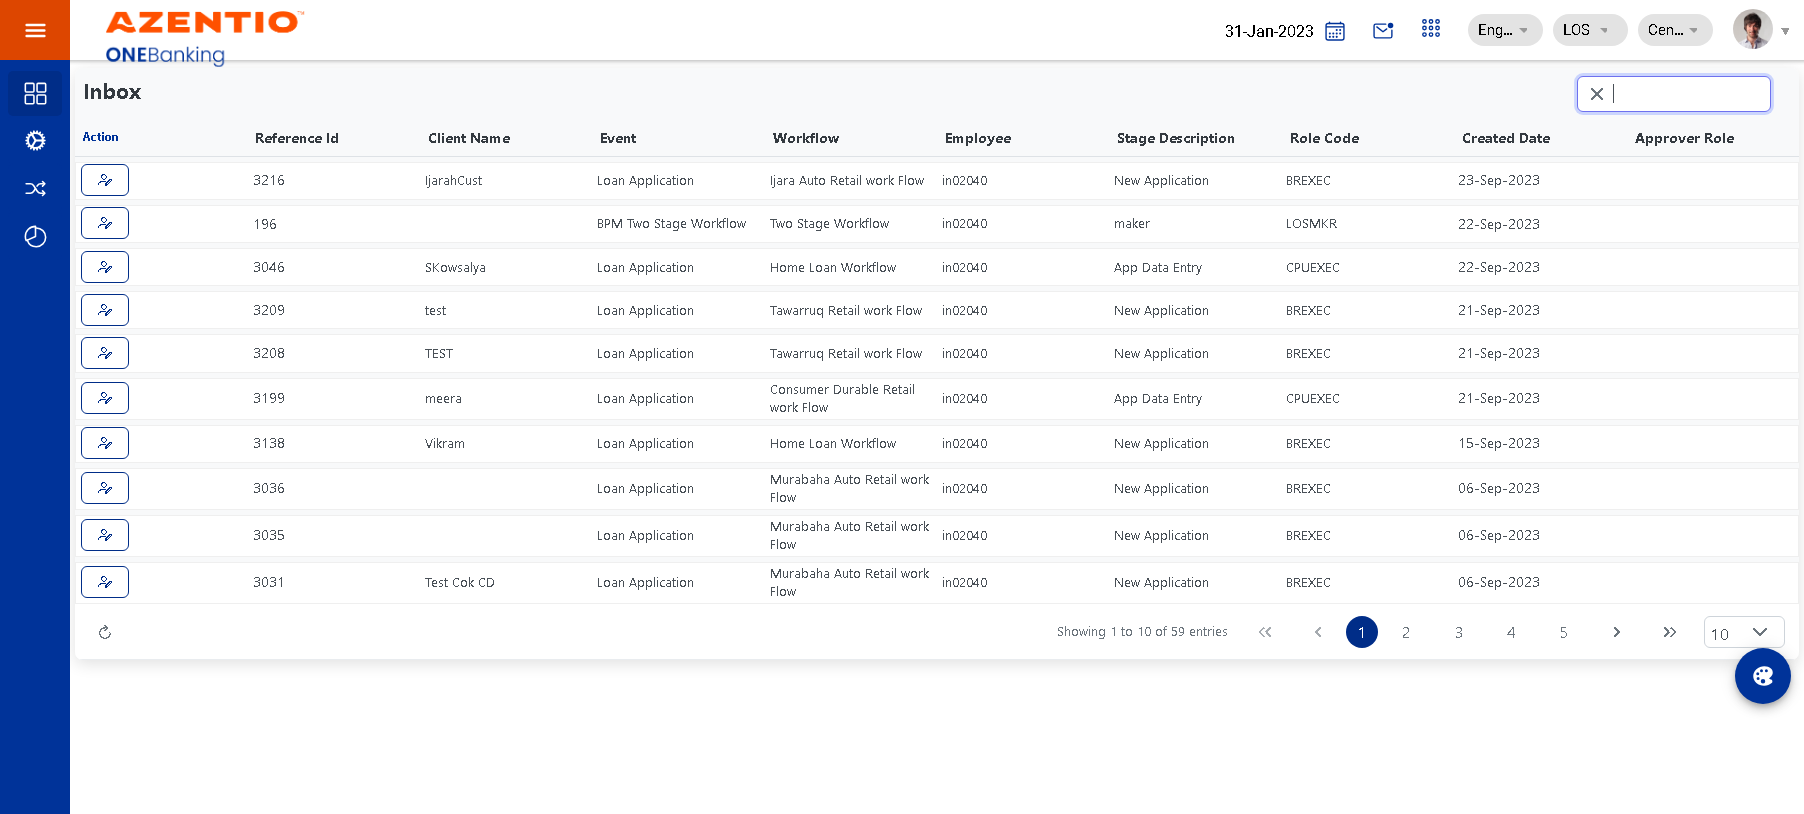 AZENTIO™
ONEBanking
31-Jan-2023
Eng...
LOS
Cen...
Inbox
Action Reference Id Client Name Event Workflow Employee Stage Description Role Code Created Date Approver Role
3216 IjarahCust Loan Application Ijara Auto Retail work Flow in02040 New Application BREXEC 23-Sep-2023
196 BPM Two Stage Workflow Two Stage Workflow in02040 maker LOSMKR 22-Sep-2023
3046 SKowsalya Loan Application Home Loan Workflow in02040 App Data Entry CPUEXEC 22-Sep-2023
3209 test Loan Application Tawarruq Retail work Flow in02040 New Application BREXEC 21-Sep-2023
3208 TEST Loan Application Tawarruq Retail work Flow in02040 New Application BREXEC 21-Sep-2023
3199 meera Loan Application Consumer Durable Retail
work Flow in02040 App Data Entry CPUEXEC 21-Sep-2023
3138 Vikram Loan Application Home Loan Workflow in02040 New Application BREXEC 15-Sep-2023
3036 Loan Application Murabaha Auto Retail work
Flow in02040 New Application BREXEC 06-Sep-2023
3035 Loan Application Murabaha Auto Retail work
Flow in02040 New Application BREXEC 06-Sep-2023
3031 Test Cok CD Loan Application Murabaha Auto Retail work
Flow in02040 New Application BREXEC 06-Sep-2023
Showing 1 to 10 of 59 entries 1 2 3 4 5 10